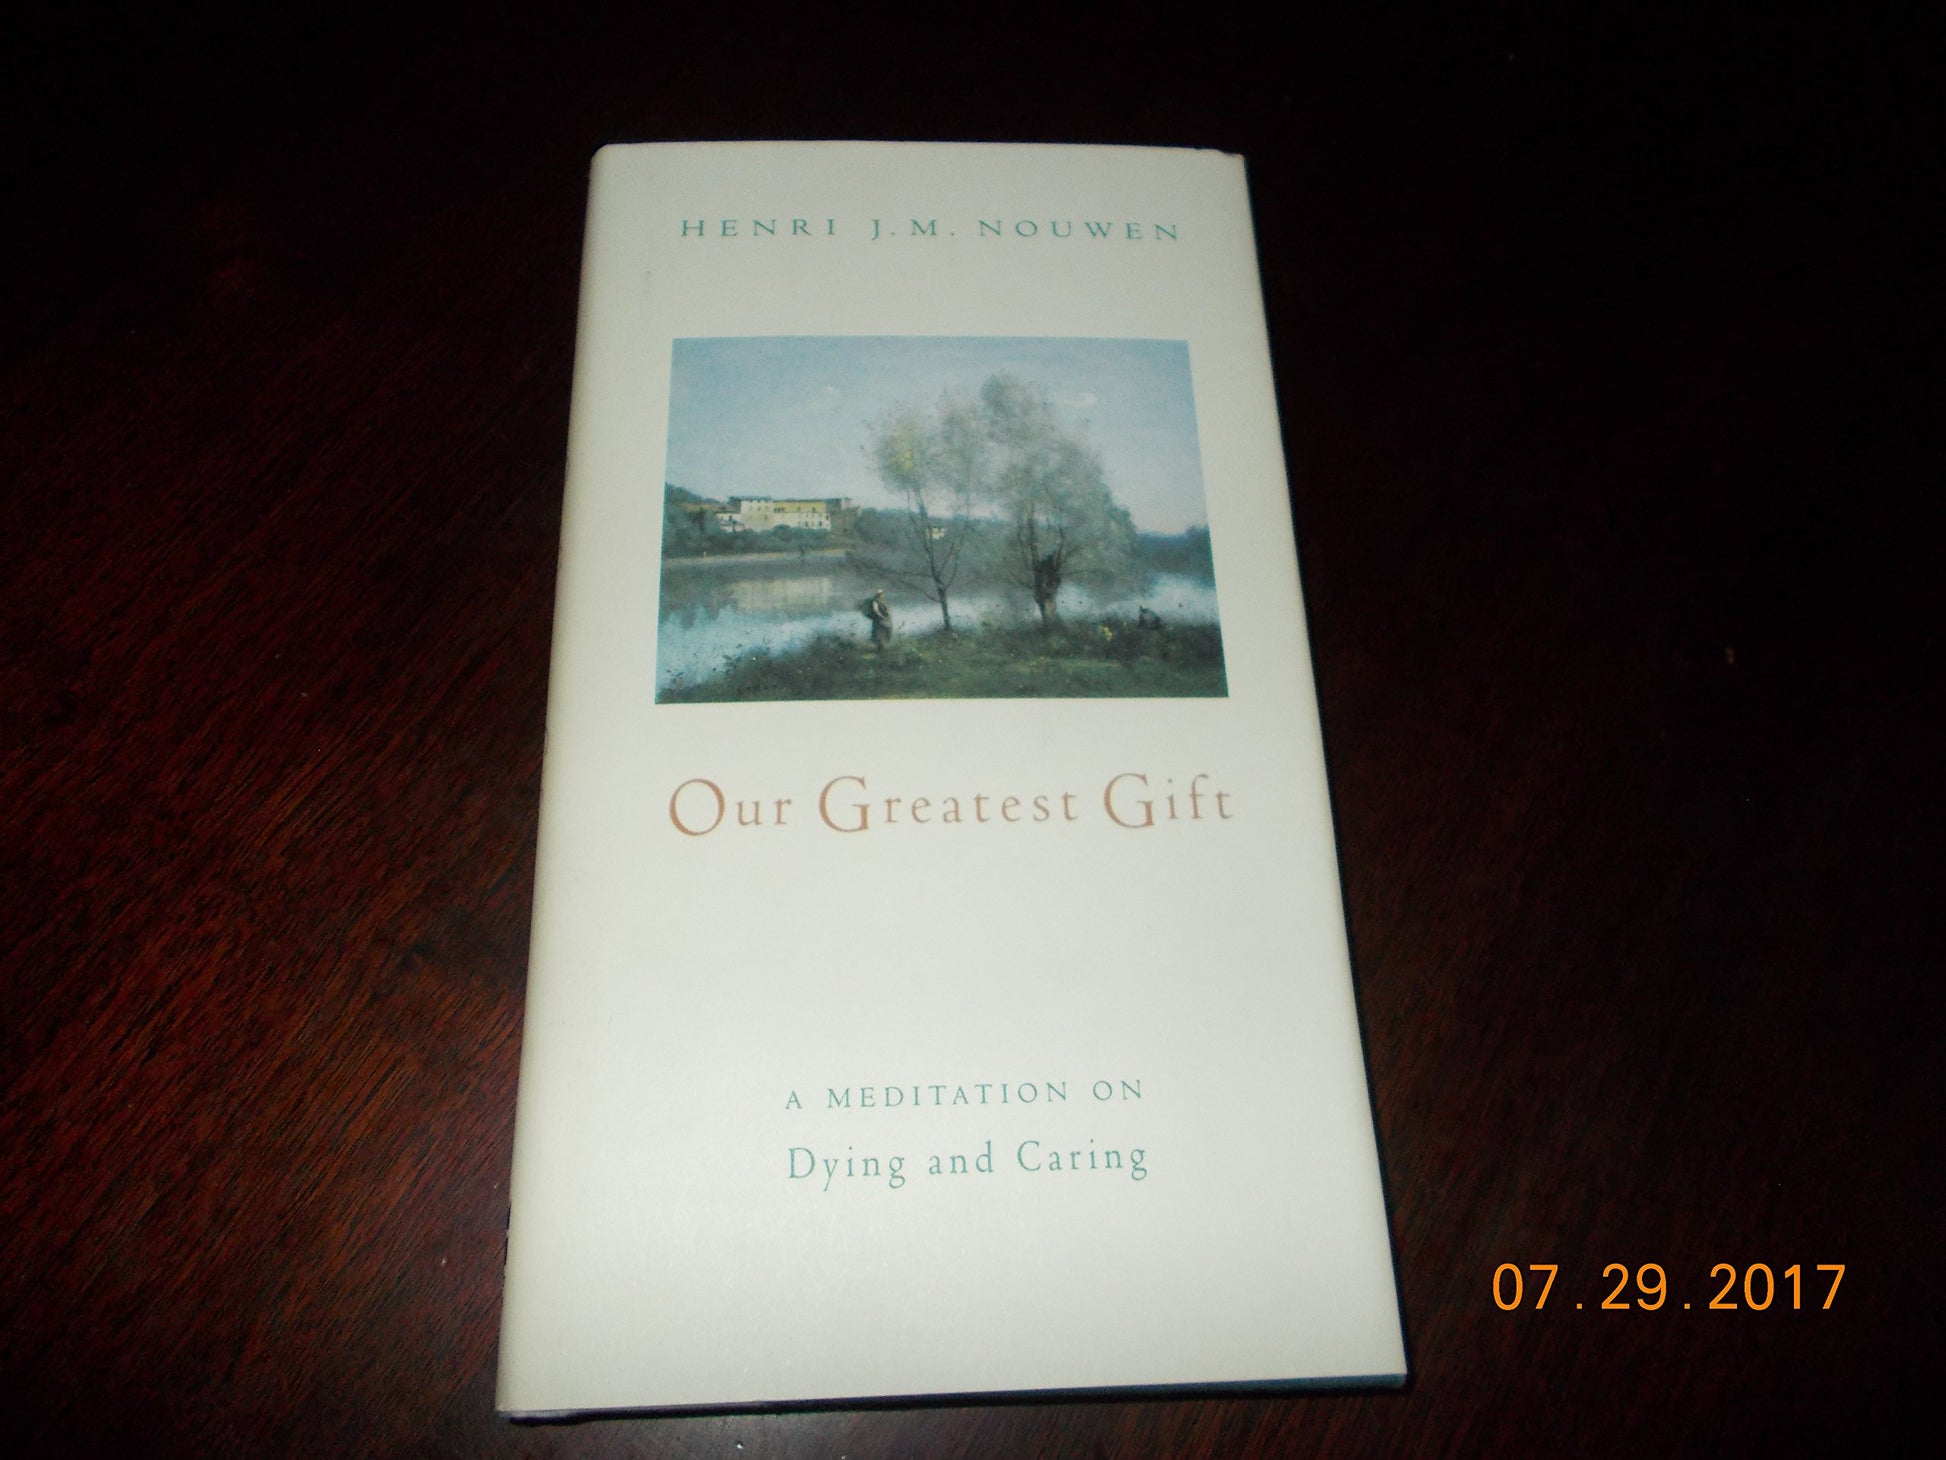 HENRI J.M. NOUWEN
Our Greatest Gift
A MEDITATION ON
Dying and Caring
07.29.2017